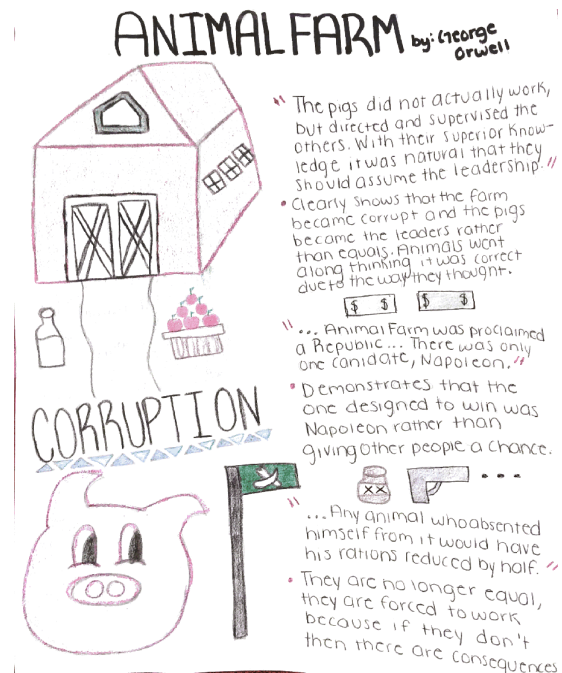 ANIMAL FARM by: George
Orwell
" The pigs did not actually work,
but directed and supervised the
others. With their superior know-
ledge it was natural that they
should assume the leadership. "
• Clearly shows that the farm
became corrupt and the pigs
became the leaders rather
than equals. Animals went
along thinking it was correct
due to the way they thought.
$ $ $ $
" ... Animal Farm was proclaimed
a Republic... There was only
one canidate, Napoleon. "
• Demonstrates that the
one designed to win was
Napoleon rather than
giving other people a chance.
CORRUPTION
XX
" ... Any animal who absented
himself from it would have
his rations reduced by half. "
• They are no longer equal,
they are forced to work
because if they don't
then there are consequences